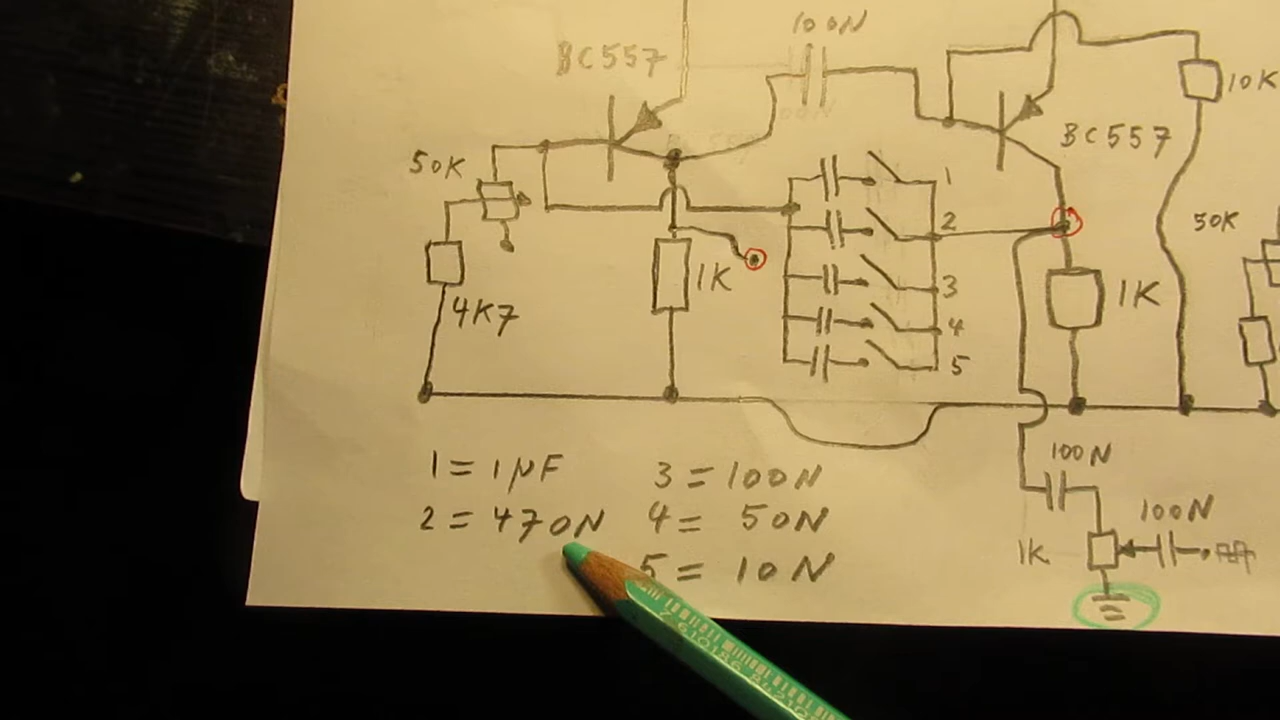 100N
BC557
10K
BC557
50K
1
2
50K
3
1K
1K
4K7
4
5
1 = 1µF
3 = 100N
100N
2 = 470N
4 = 50N
100N
1K
5 = 10N